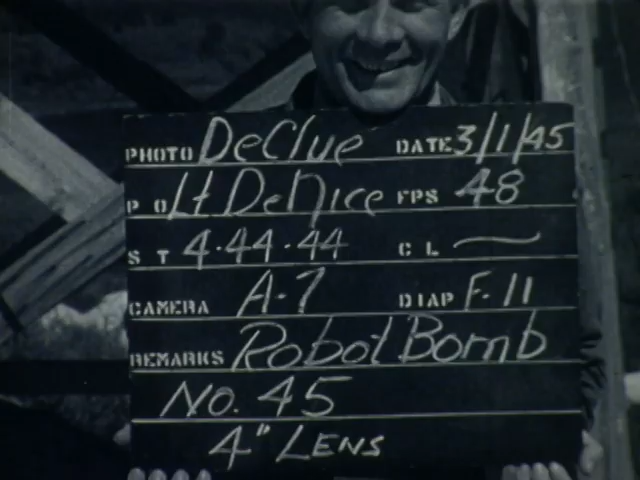 PHOTO DeClue DATE 3/1/45
P O Lt DeNice FPS 48
S T 4.44.44 C L ~
CAMERA A-7 DIAP F-11
REMARKS Robot Bomb
No. 45
4" LENS